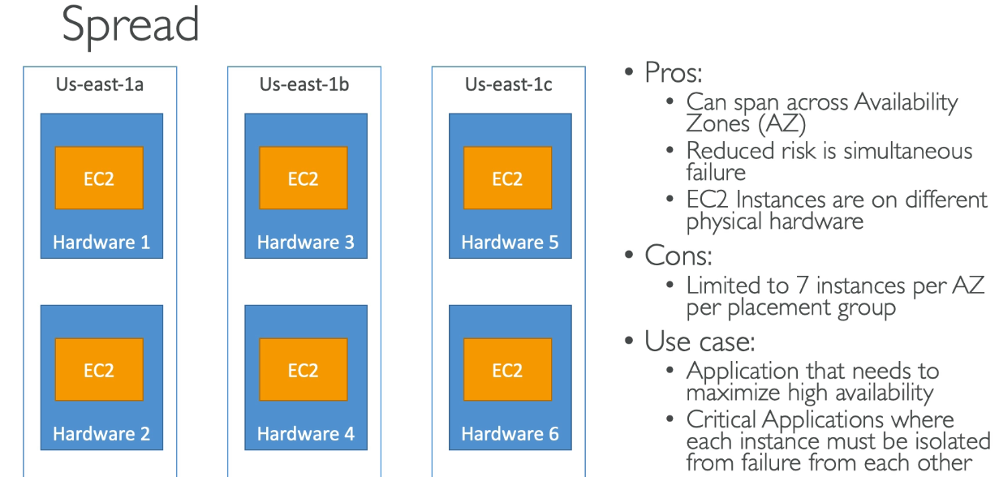 Spread
Us-east-1a
Us-east-1b
Us-east-1c
EC2
EC2
EC2
Hardware 1
Hardware 3
Hardware 5
EC2
EC2
EC2
Hardware 2
Hardware 4
Hardware 6
• Pros:
• Can span across Availability
Zones (AZ)
• Reduced risk is simultaneous
failure
• EC2 Instances are on different
physical hardware
• Cons:
• Limited to 7 instances per AZ
per placement group
• Use case:
• Application that needs to
maximize high availability
• Critical Applications where
each instance must be isolated
from failure from each other